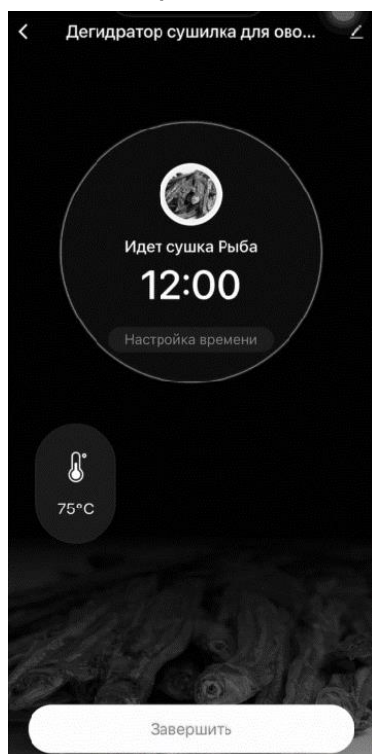 Дегидратор сушилка для ово...
Идет сушка Рыба
12:00
Настройка времени
75°C
Завершить